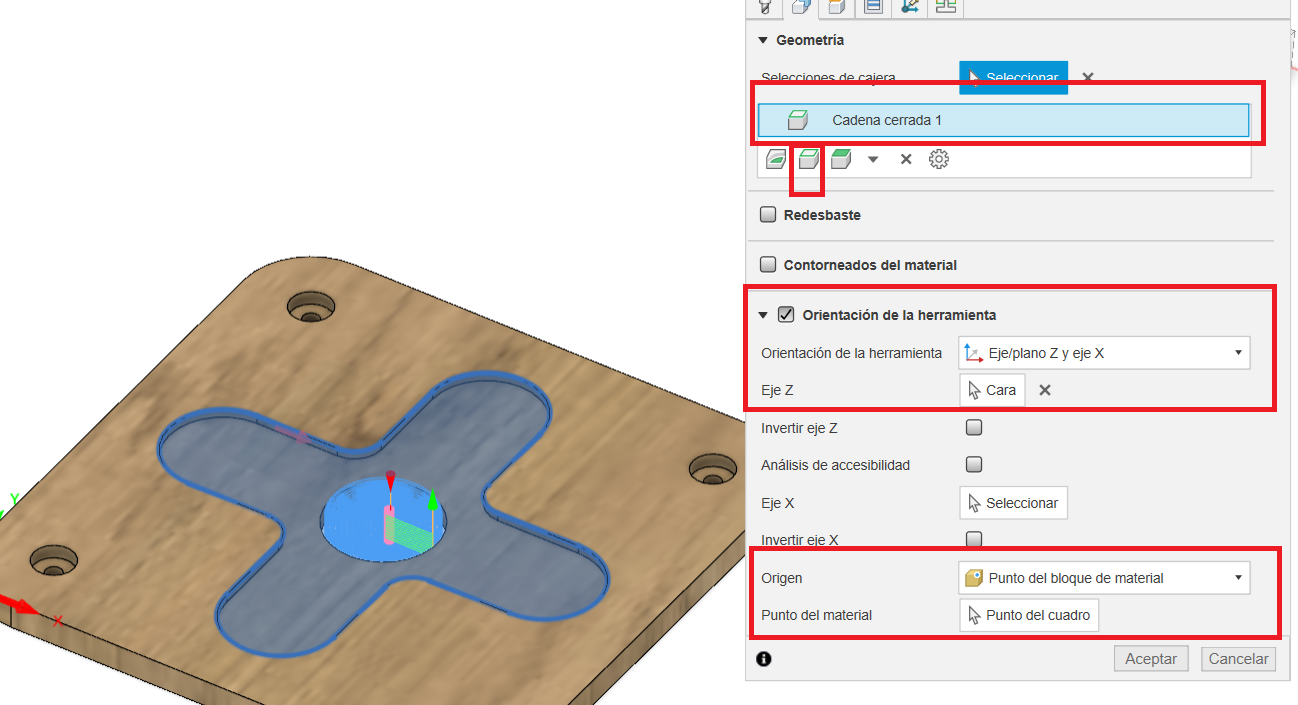 Geometría
Selecciones de cajera Seleccionar
Cadena cerrada 1
Redesbaste
Contorneados del material
Orientación de la herramienta
Orientación de la herramienta Eje/plano Z y eje X
Eje Z Cara
Invertir eje Z
Análisis de accesibilidad
Eje X Seleccionar
Invertir eje X
Origen Punto del bloque de material
Punto del material Punto del cuadro
Aceptar Cancelar
Y
X